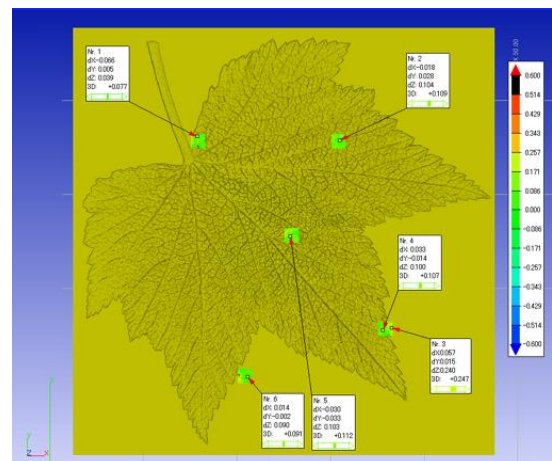 Nr. 1
dX:-0.066
dY: 0.005
dZ: 0.039
3D: +0.077
Nr. 2
dX:-0.018
dY: 0.028
dZ: 0.104
3D: +0.109
Nr. 4
dX: 0.033
dY:-0.014
dZ: 0.100
3D: +0.107
Nr. 3
dX:0.057
dY:0.015
dZ:0.240
3D: +0.247
Nr. 6
dX: 0.014
dY:-0.002
dZ: 0.090
3D: +0.091
Nr. 5
dX:-0.030
dY:-0.033
dZ: 0.103
3D: +0.112
0.600
0.514
0.429
0.343
0.257
0.171
0.086
0.000
-0.086
-0.171
-0.257
-0.343
-0.429
-0.514
-0.600